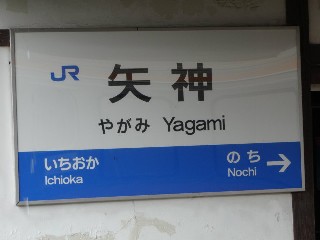 JR 矢神
やがみ Yagami
いちおか のち →
Ichioka Nochi